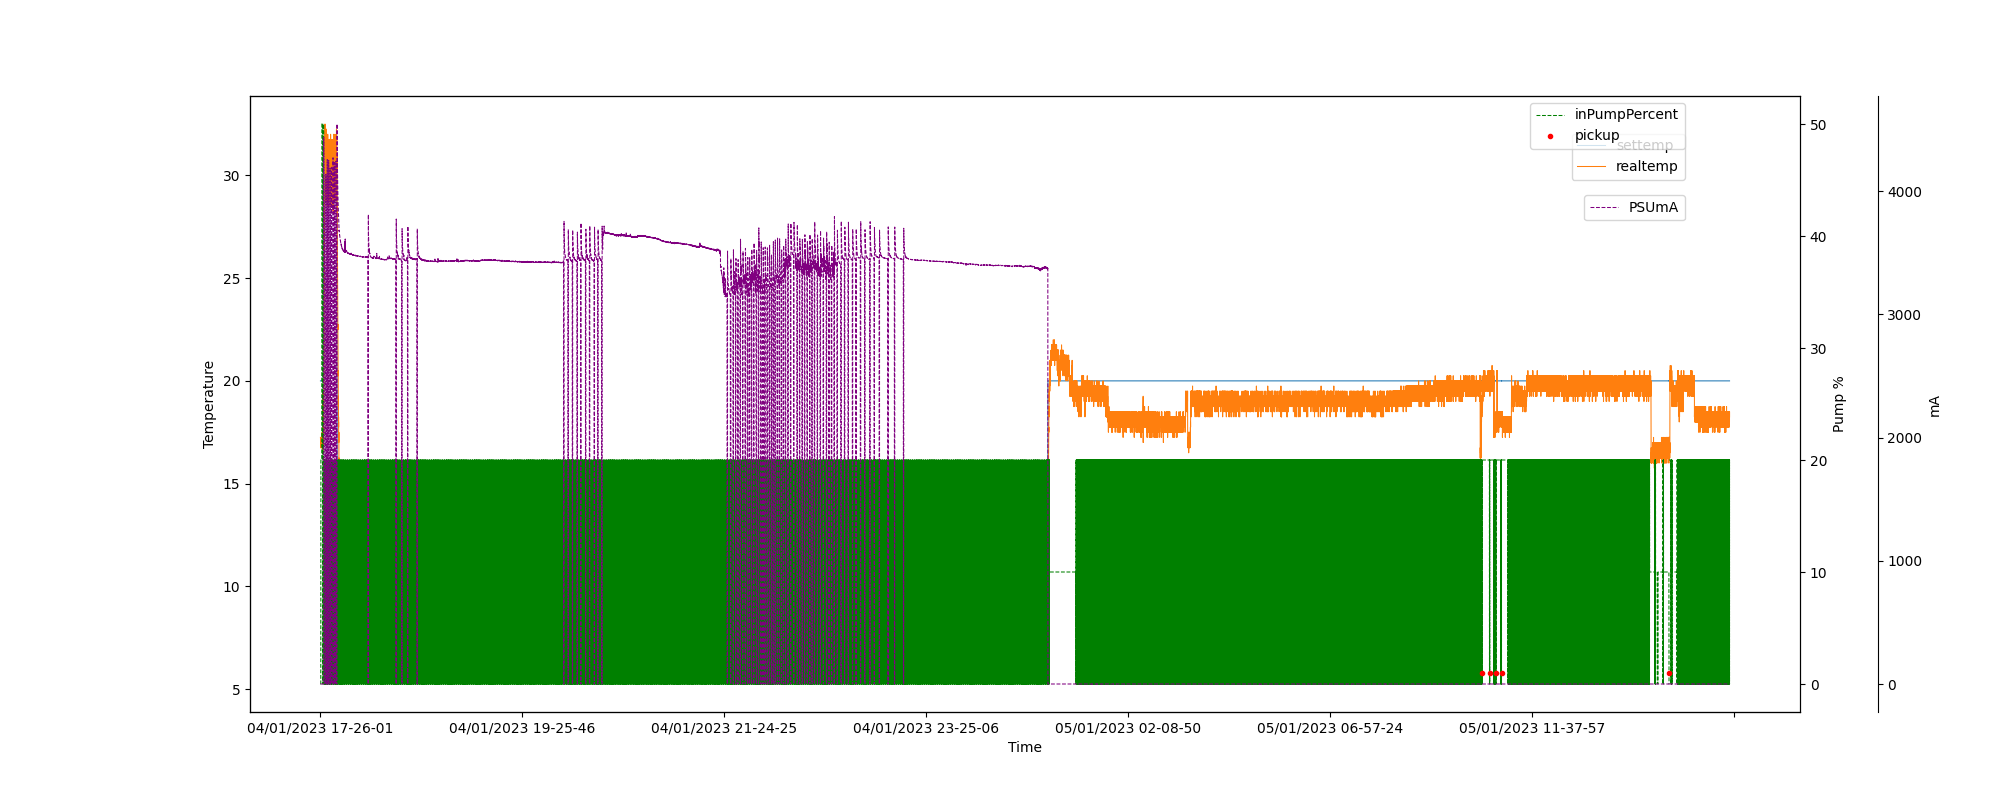 inPumpPercent
pickup
settemp
realtemp
PSUmA
30
25
20
15
10
5
Temperature
50
40
30
20
10
0
Pump %
4000
3000
2000
1000
0
mA
04/01/2023 17-26-01
04/01/2023 19-25-46
04/01/2023 21-24-25
04/01/2023 23-25-06
05/01/2023 02-08-50
05/01/2023 06-57-24
05/01/2023 11-37-57
Time